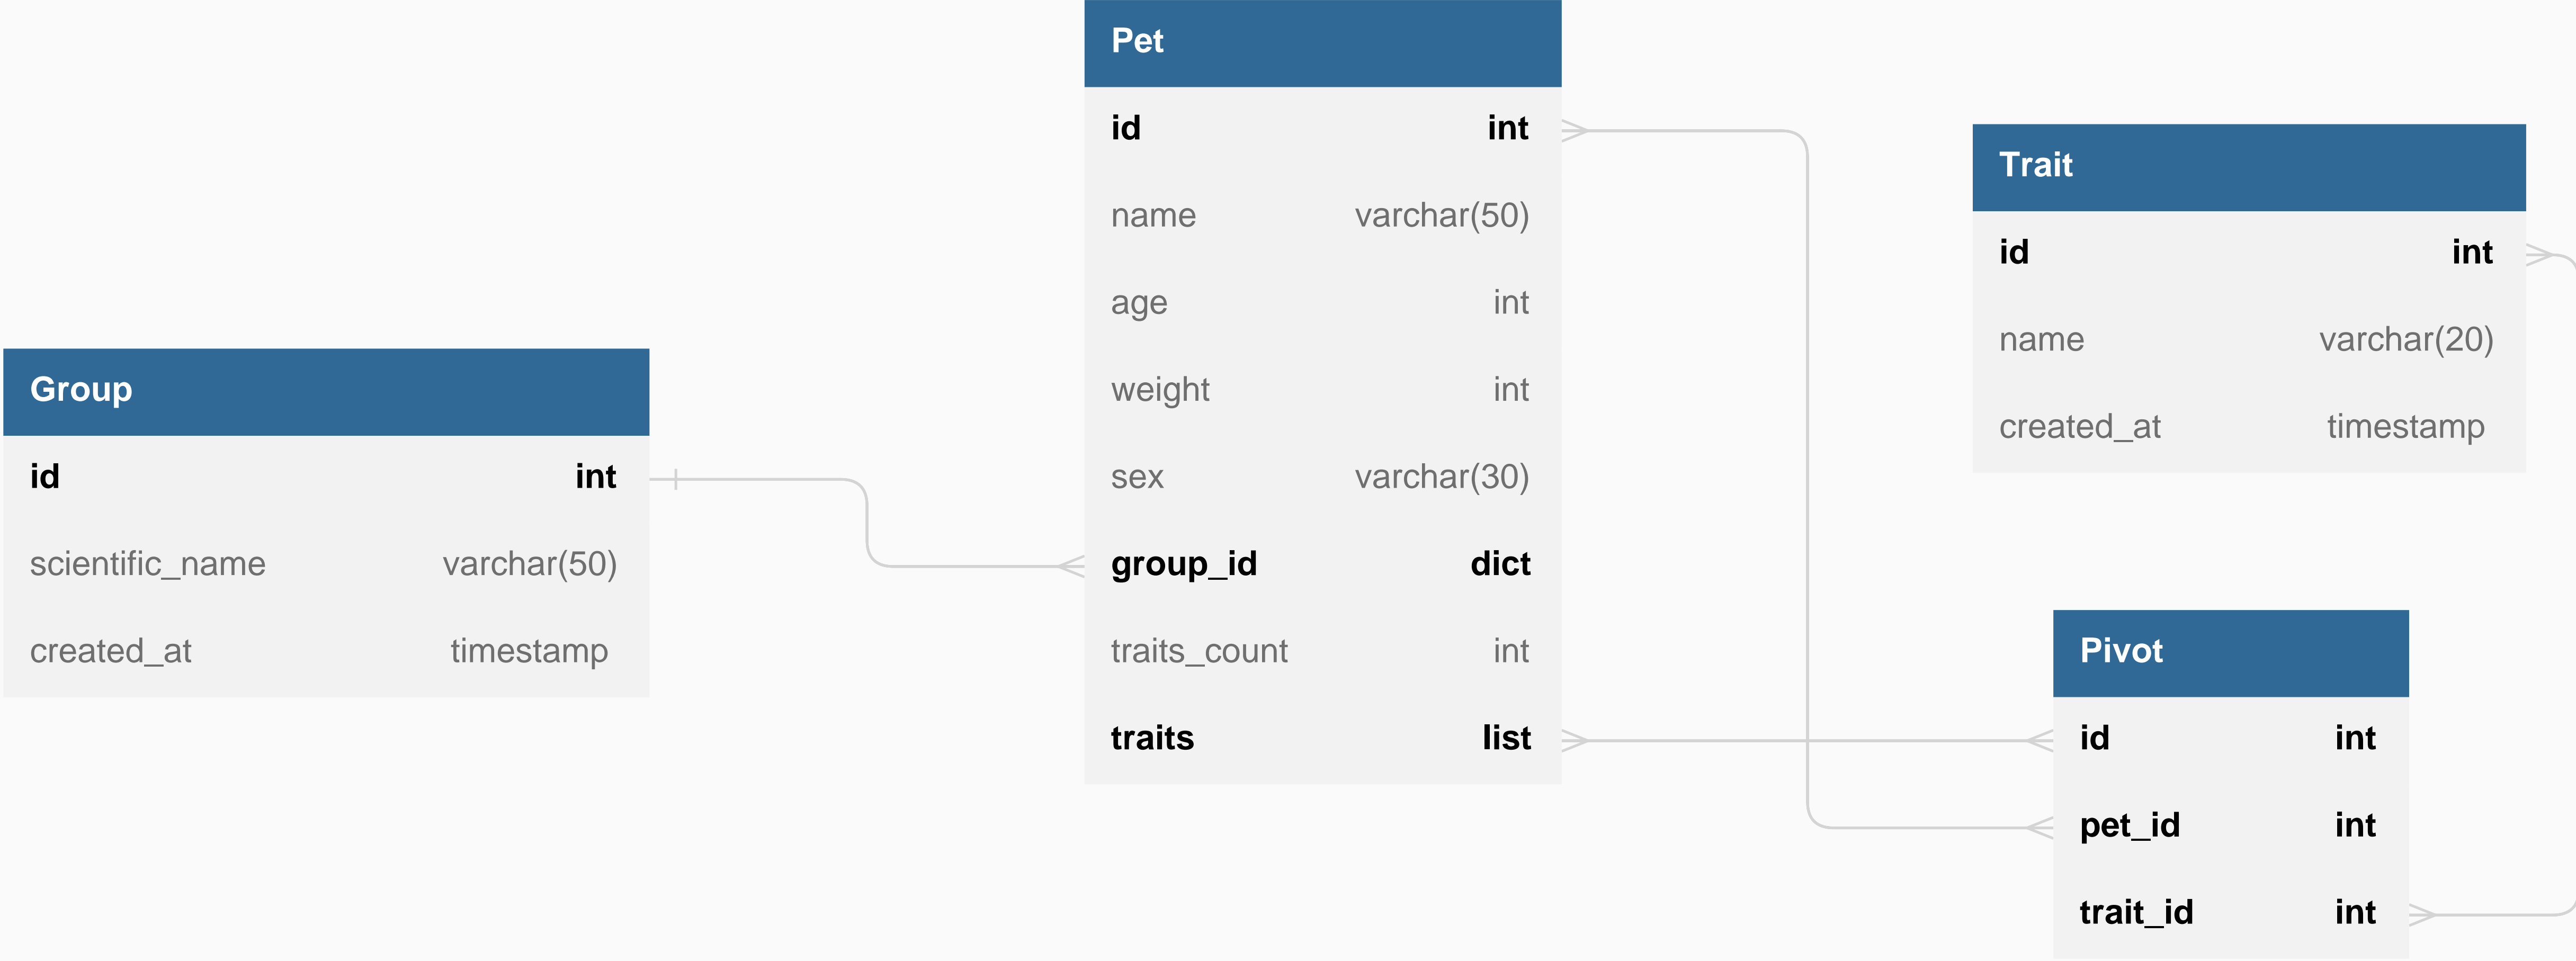 Group
id int
scientific_name varchar(50)
created_at timestamp
Pet
id int
name varchar(50)
age int
weight int
sex varchar(30)
group_id dict
traits_count int
traits list
Trait
id int
name varchar(20)
created_at timestamp
Pivot
id int
pet_id int
trait_id int